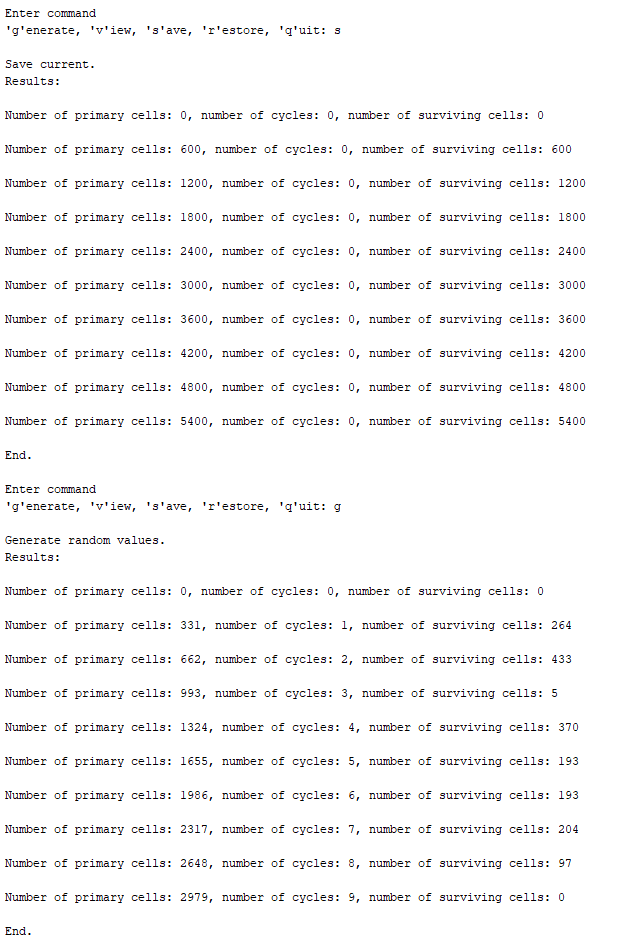 Enter command
'g'enerate, 'v'iew, 's'ave, 'r'estore, 'q'uit: s
Save current.
Results:
Number of primary cells: 0, number of cycles: 0, number of surviving cells: 0
Number of primary cells: 600, number of cycles: 0, number of surviving cells: 600
Number of primary cells: 1200, number of cycles: 0, number of surviving cells: 1200
Number of primary cells: 1800, number of cycles: 0, number of surviving cells: 1800
Number of primary cells: 2400, number of cycles: 0, number of surviving cells: 2400
Number of primary cells: 3000, number of cycles: 0, number of surviving cells: 3000
Number of primary cells: 3600, number of cycles: 0, number of surviving cells: 3600
Number of primary cells: 4200, number of cycles: 0, number of surviving cells: 4200
Number of primary cells: 4800, number of cycles: 0, number of surviving cells: 4800
Number of primary cells: 5400, number of cycles: 0, number of surviving cells: 5400
End.
Enter command
'g'enerate, 'v'iew, 's'ave, 'r'estore, 'q'uit: g
Generate random values.
Results:
Number of primary cells: 0, number of cycles: 0, number of surviving cells: 0
Number of primary cells: 331, number of cycles: 1, number of surviving cells: 264
Number of primary cells: 662, number of cycles: 2, number of surviving cells: 433
Number of primary cells: 993, number of cycles: 3, number of surviving cells: 5
Number of primary cells: 1324, number of cycles: 4, number of surviving cells: 370
Number of primary cells: 1655, number of cycles: 5, number of surviving cells: 193
Number of primary cells: 1986, number of cycles: 6, number of surviving cells: 193
Number of primary cells: 2317, number of cycles: 7, number of surviving cells: 204
Number of primary cells: 2648, number of cycles: 8, number of surviving cells: 97
Number of primary cells: 2979, number of cycles: 9, number of surviving cells: 0
End.